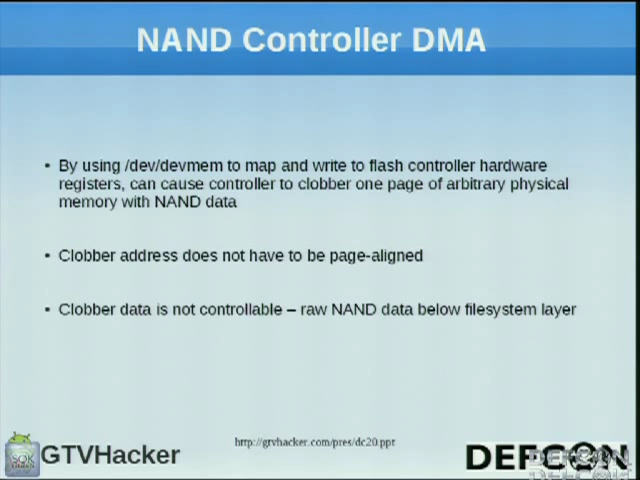 NAND Controller DMA
• By using /dev/devmem to map and write to flash controller hardware
registers, can cause controller to clobber one page of arbitrary physical
memory with NAND data
• Clobber address does not have to be page-aligned
• Clobber data is not controllable – raw NAND data below filesystem layer
http://gtvhacker.com/pres/dc20.ppt
GTVHacker
DEFCON
DEFCON